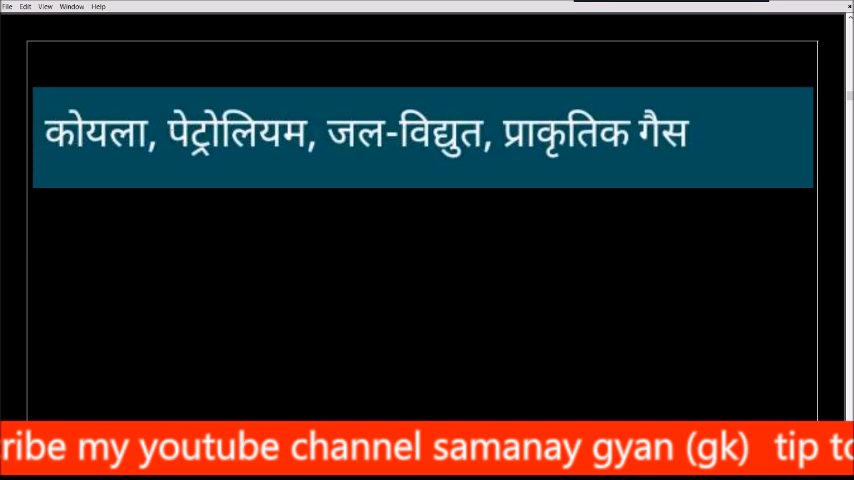 File Edit View Window Help
कोयला, पेट्रोलियम, जल-विद्युत, प्राकृतिक गैस
ribe my youtube channel samanay gyan (gk) tip to